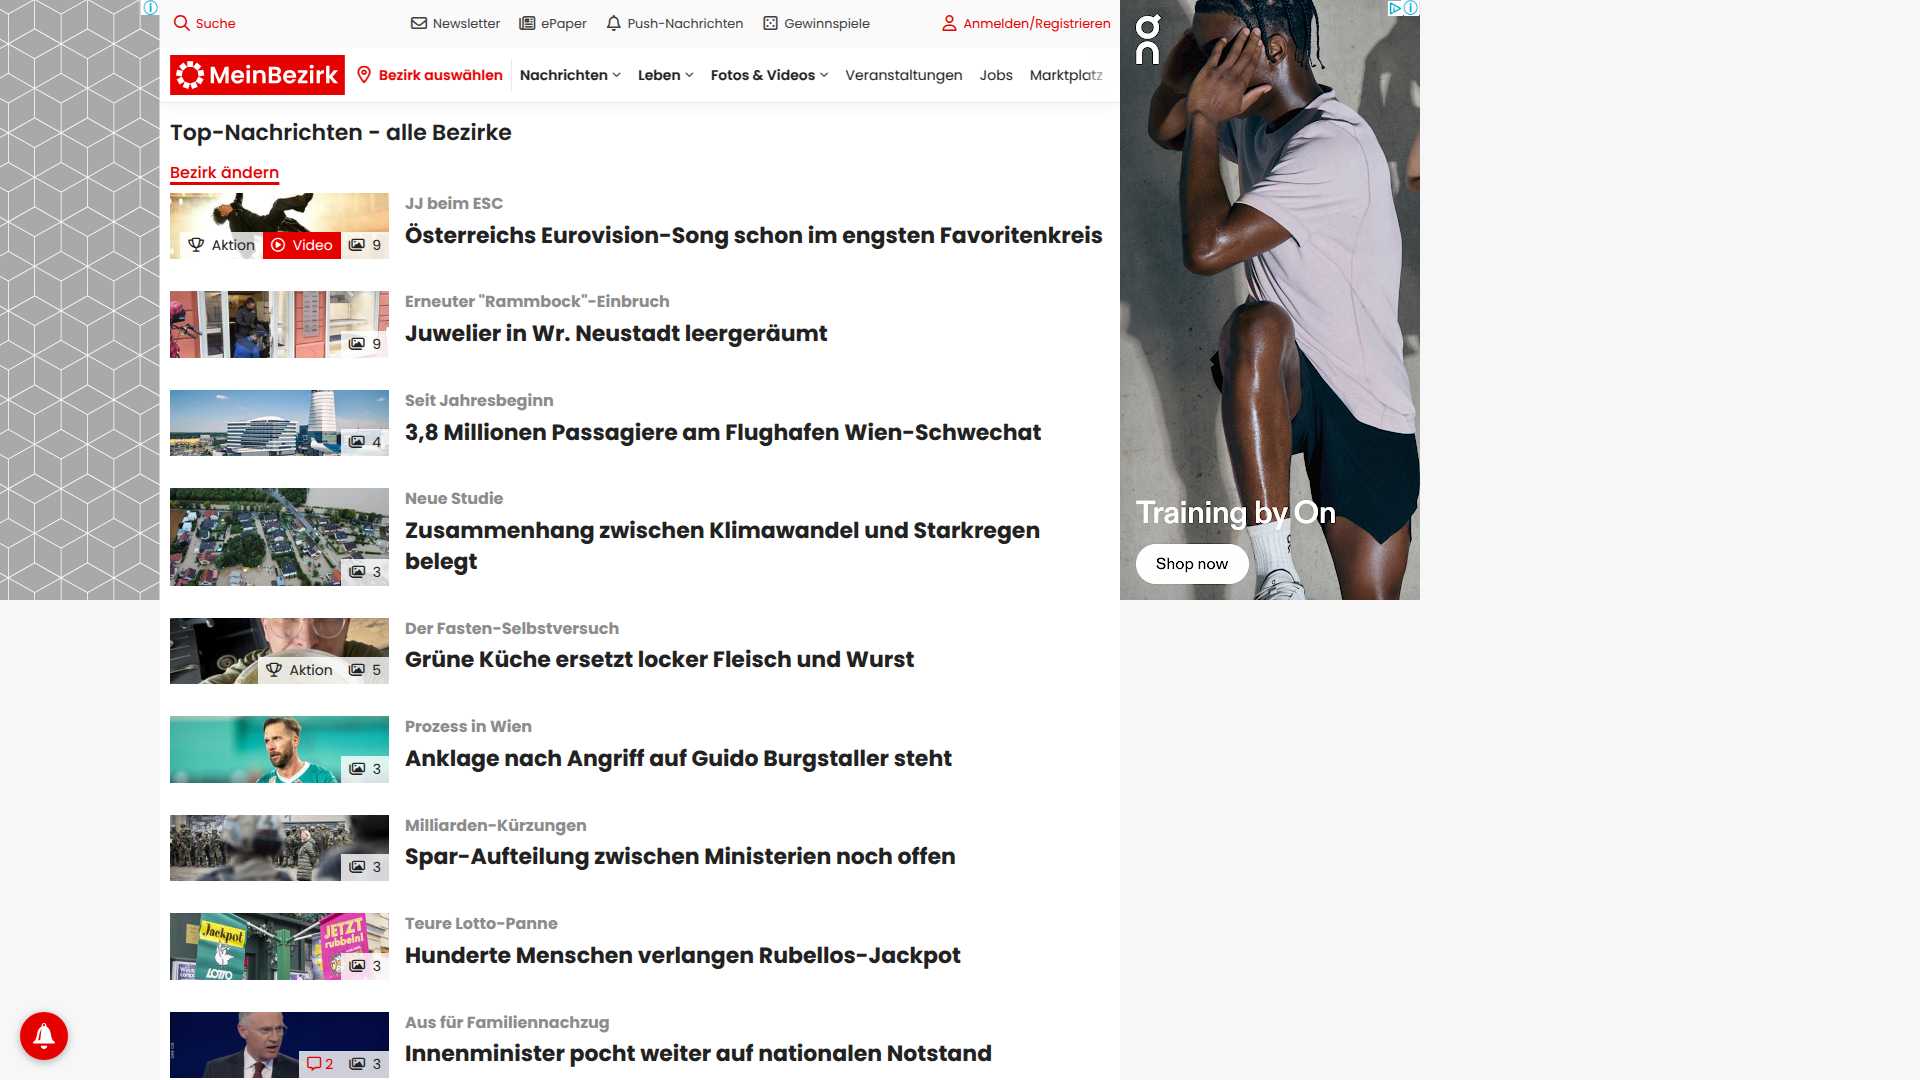 Suche
Newsletter
ePaper
Push-Nachrichten
Gewinnspiele
Anmelden/Registrieren
MeinBezirk
Bezirk auswählen
Nachrichten
Leben
Fotos & Videos
Veranstaltungen
Jobs
Marktplatz
Top-Nachrichten - alle Bezirke
Bezirk ändern
Aktion
Video
9
JJ beim ESC
Österreichs Eurovision-Song schon im engsten Favoritenkreis
9
Erneuter "Rammbock"-Einbruch
Juwelier in Wr. Neustadt leergeräumt
4
Seit Jahresbeginn
3,8 Millionen Passagiere am Flughafen Wien-Schwechat
3
Neue Studie
Zusammenhang zwischen Klimawandel und Starkregen
belegt
Aktion
5
Der Fasten-Selbstversuch
Grüne Küche ersetzt locker Fleisch und Wurst
3
Prozess in Wien
Anklage nach Angriff auf Guido Burgstaller steht
3
Milliarden-Kürzungen
Spar-Aufteilung zwischen Ministerien noch offen
Jackpot
LOTTO
JETZT
rubbeln!
3
Teure Lotto-Panne
Hunderte Menschen verlangen Rubellos-Jackpot
2
3
Aus für Familiennachzug
Innenminister pocht weiter auf nationalen Notstand
On
Training by On
Shop now